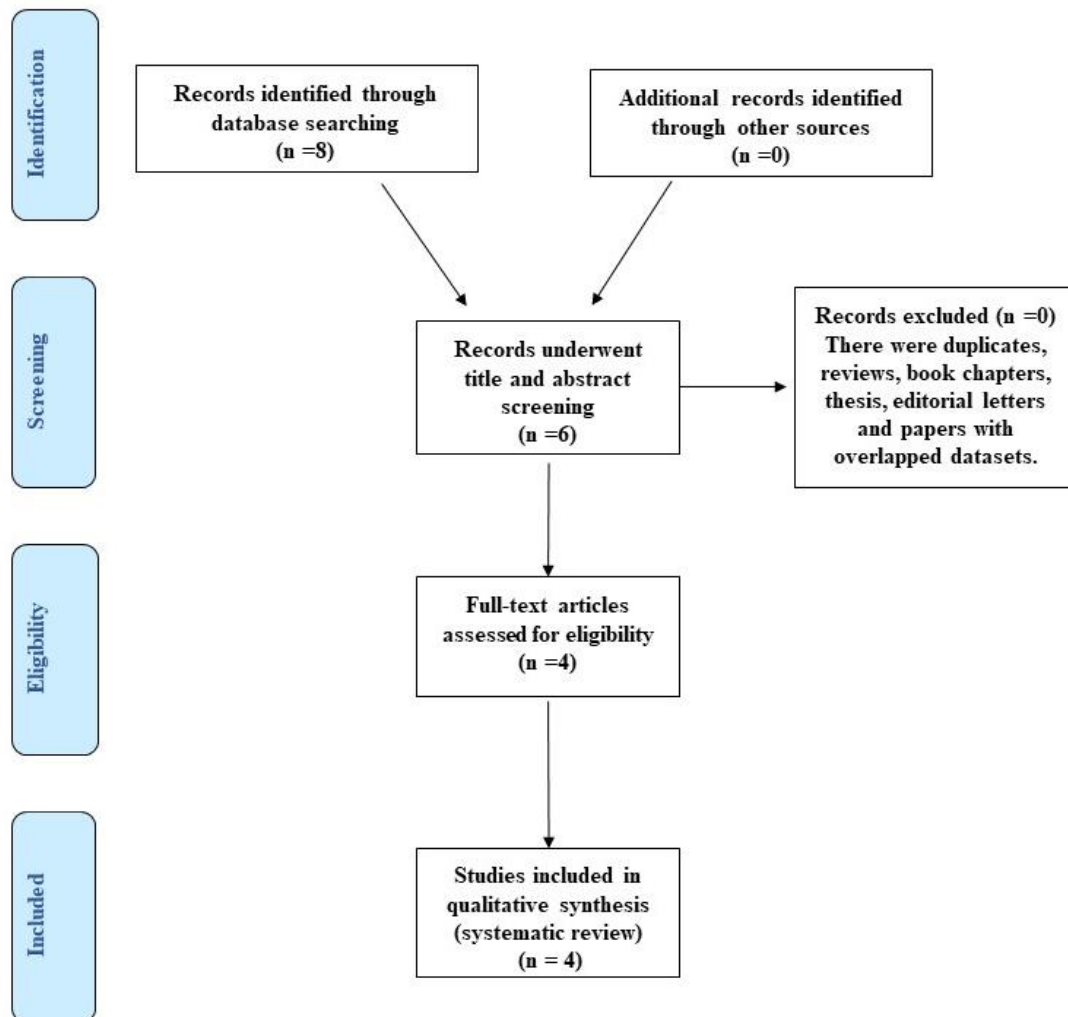 Identification
Records identified through
database searching
(n =8)
Additional records identified
through other sources
(n =0)
Screening
Records underwent
title and abstract
screening
(n =6)
Records excluded (n =0)
There were duplicates,
reviews, book chapters,
thesis, editorial letters
and papers with
overlapped datasets.
Eligibility
Full-text articles
assessed for eligibility
(n =4)
Included
Studies included in
qualitative synthesis
(systematic review)
(n = 4)